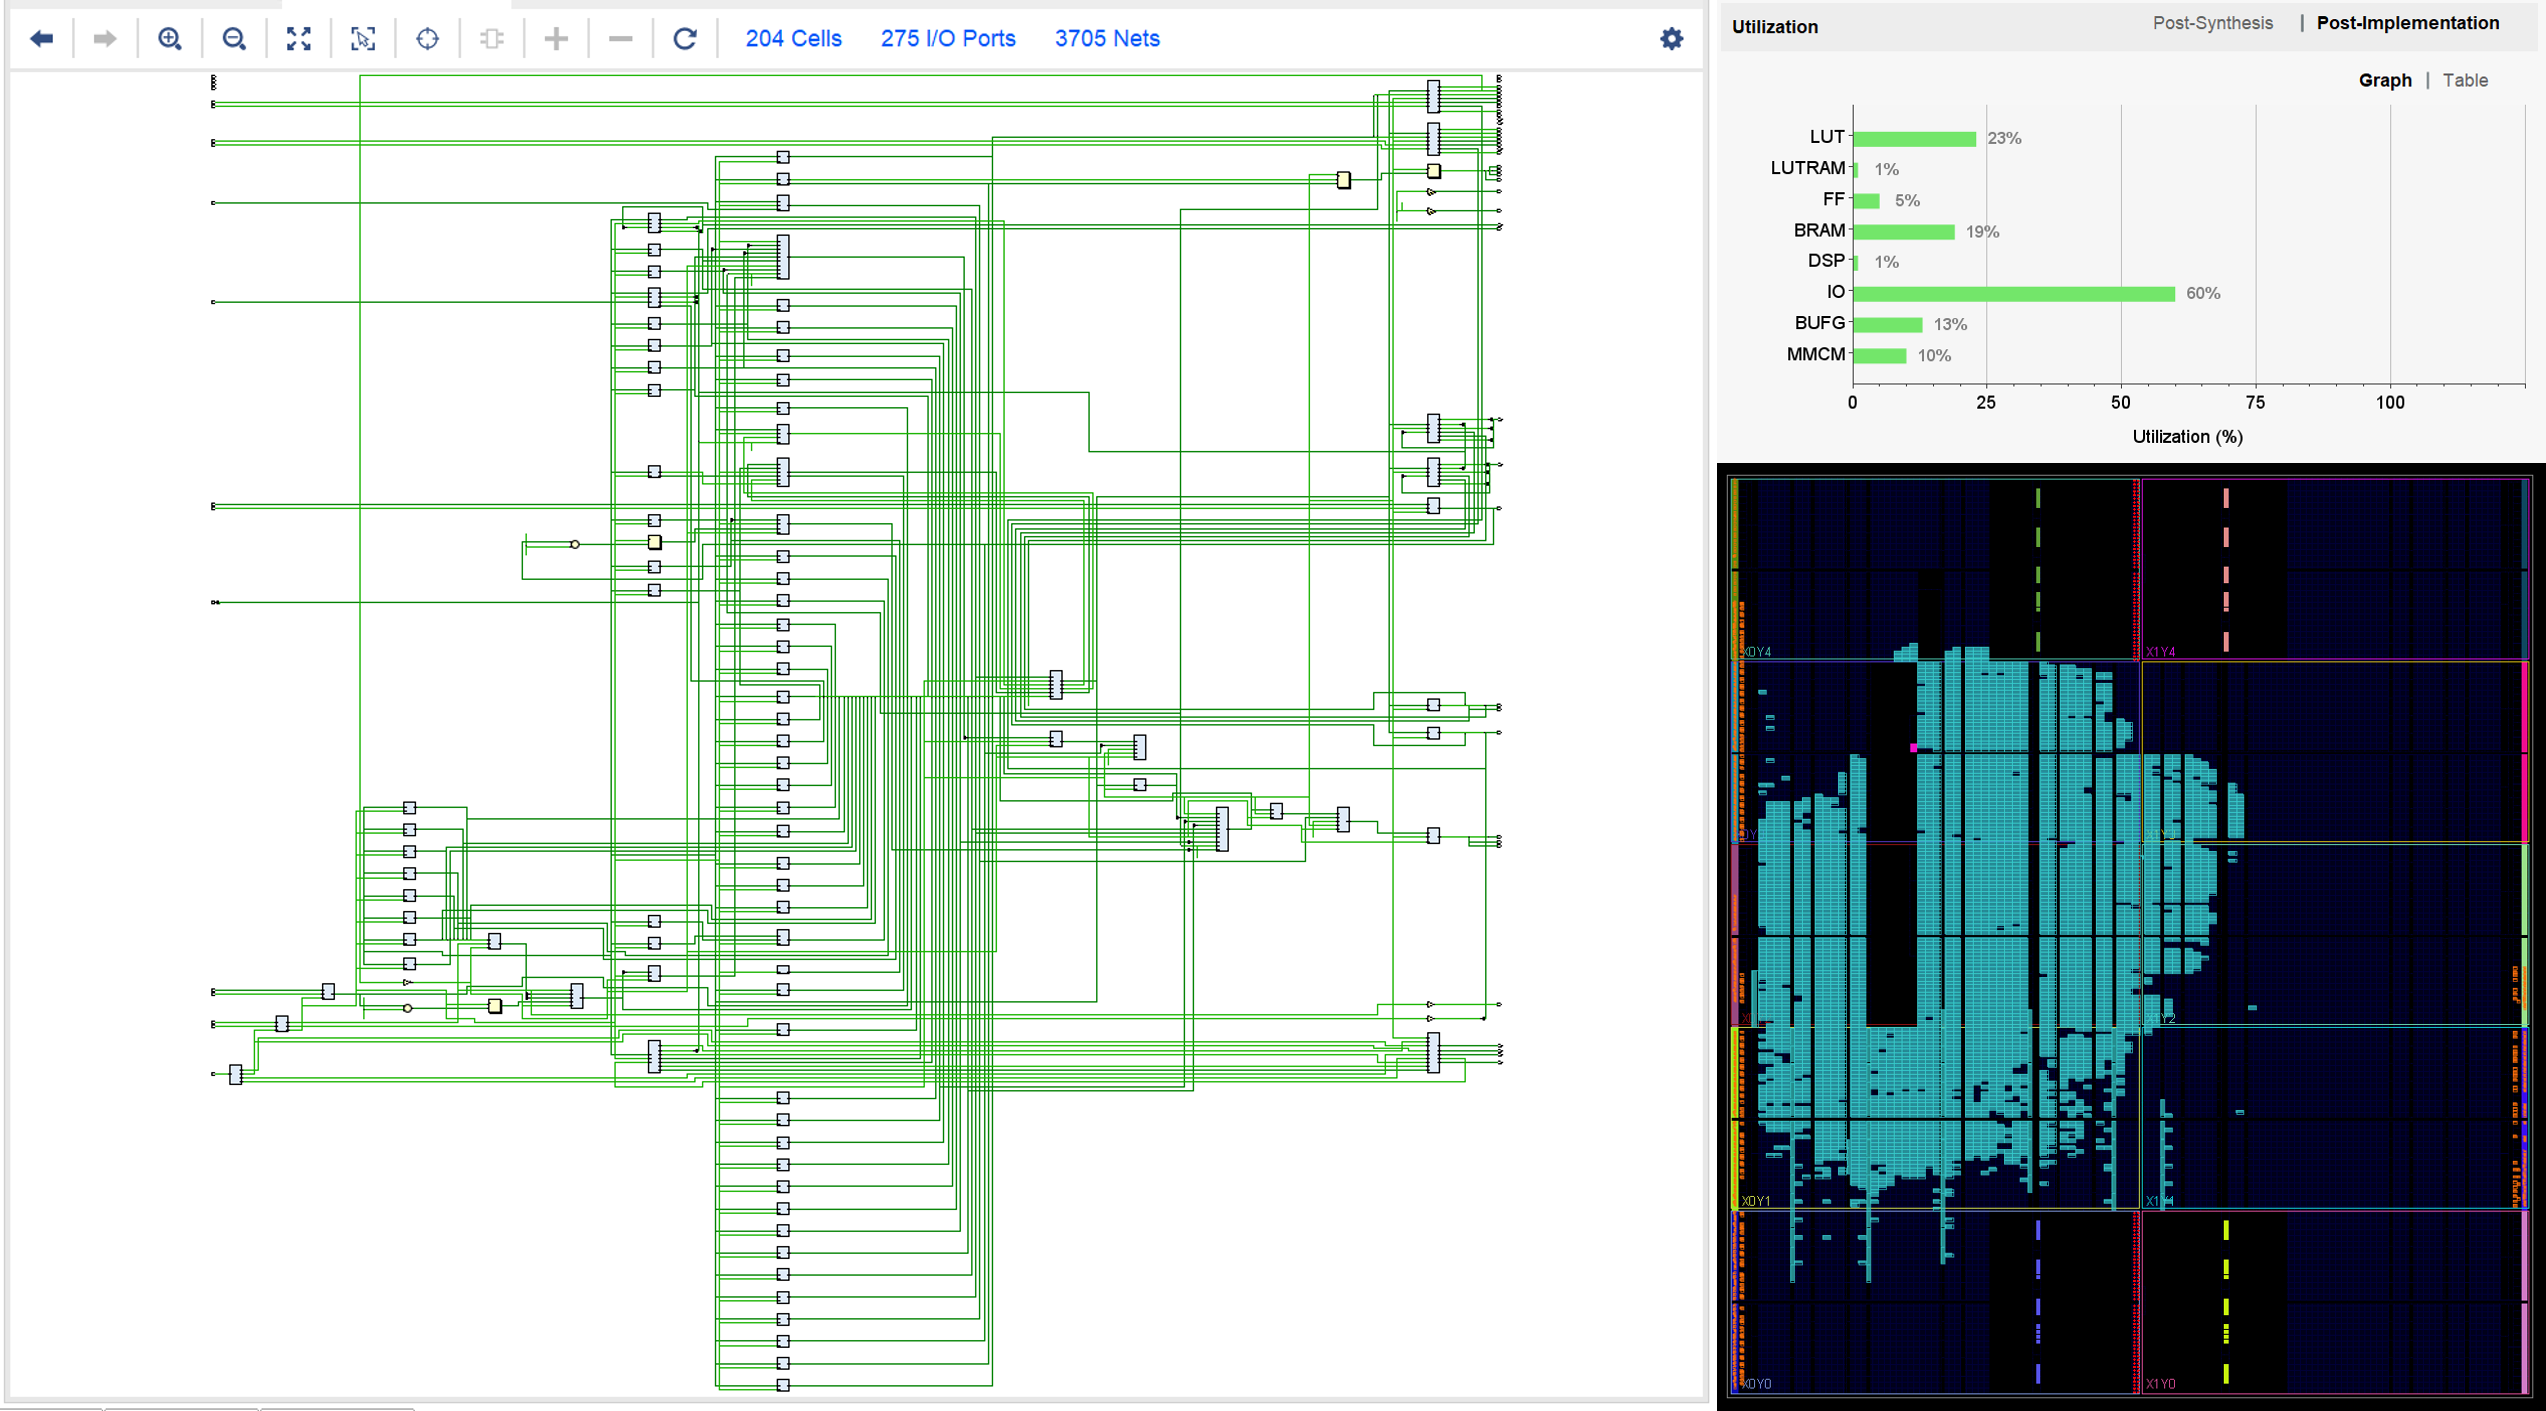 204 Cells 275 I/O Ports 3705 Nets
Utilization Post-Synthesis | Post-Implementation
Graph | Table
LUT 23%
LUTRAM 1%
FF 5%
BRAM 19%
DSP 1%
IO 60%
BUFG 13%
MMCM 10%
0 25 50 75 100
Utilization (%)
X0Y4 X1Y4
X1Y2
X0Y1 X1Y1
X0Y0 X1Y0